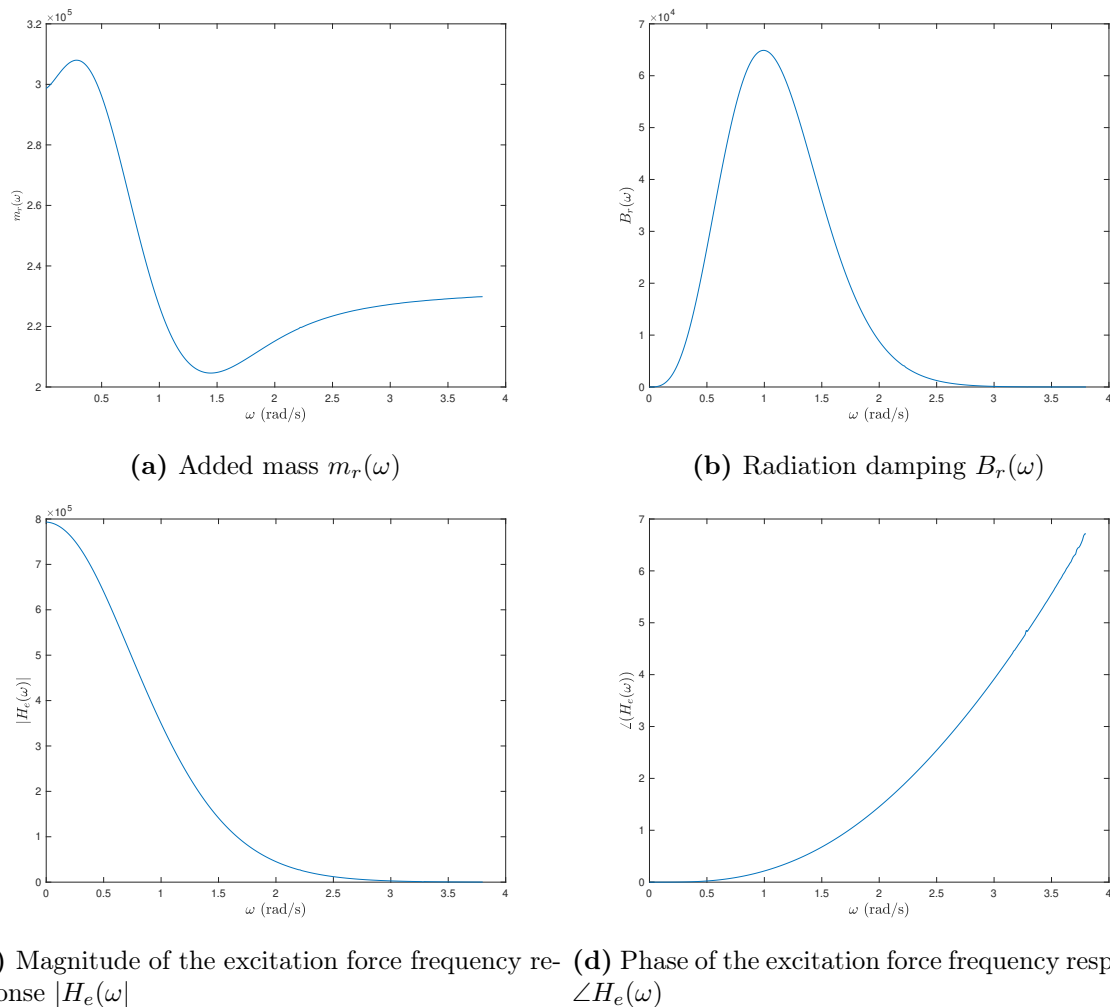 ×10⁵
3.2
3
2.8
2.6
2.4
2.2
2
m_r(ω)
0.5 1 1.5 2 2.5 3 3.5 4
ω (rad/s)
(a) Added mass m_r(ω)
×10⁴
7
6
5
4
3
2
1
0
B_r(ω)
0 0.5 1 1.5 2 2.5 3 3.5 4
ω (rad/s)
(b) Radiation damping B_r(ω)
×10⁵
8
7
6
5
4
3
2
1
0
|H_e(ω)|
0 0.5 1 1.5 2 2.5 3 3.5 4
ω (rad/s)
) Magnitude of the excitation force frequency re-
onse |H_e(ω|
7
6
5
4
3
2
1
0
∠(H_e(ω))
0 0.5 1 1.5 2 2.5 3 3.5 4
ω (rad/s)
(d) Phase of the excitation force frequency resp
∠H_e(ω)